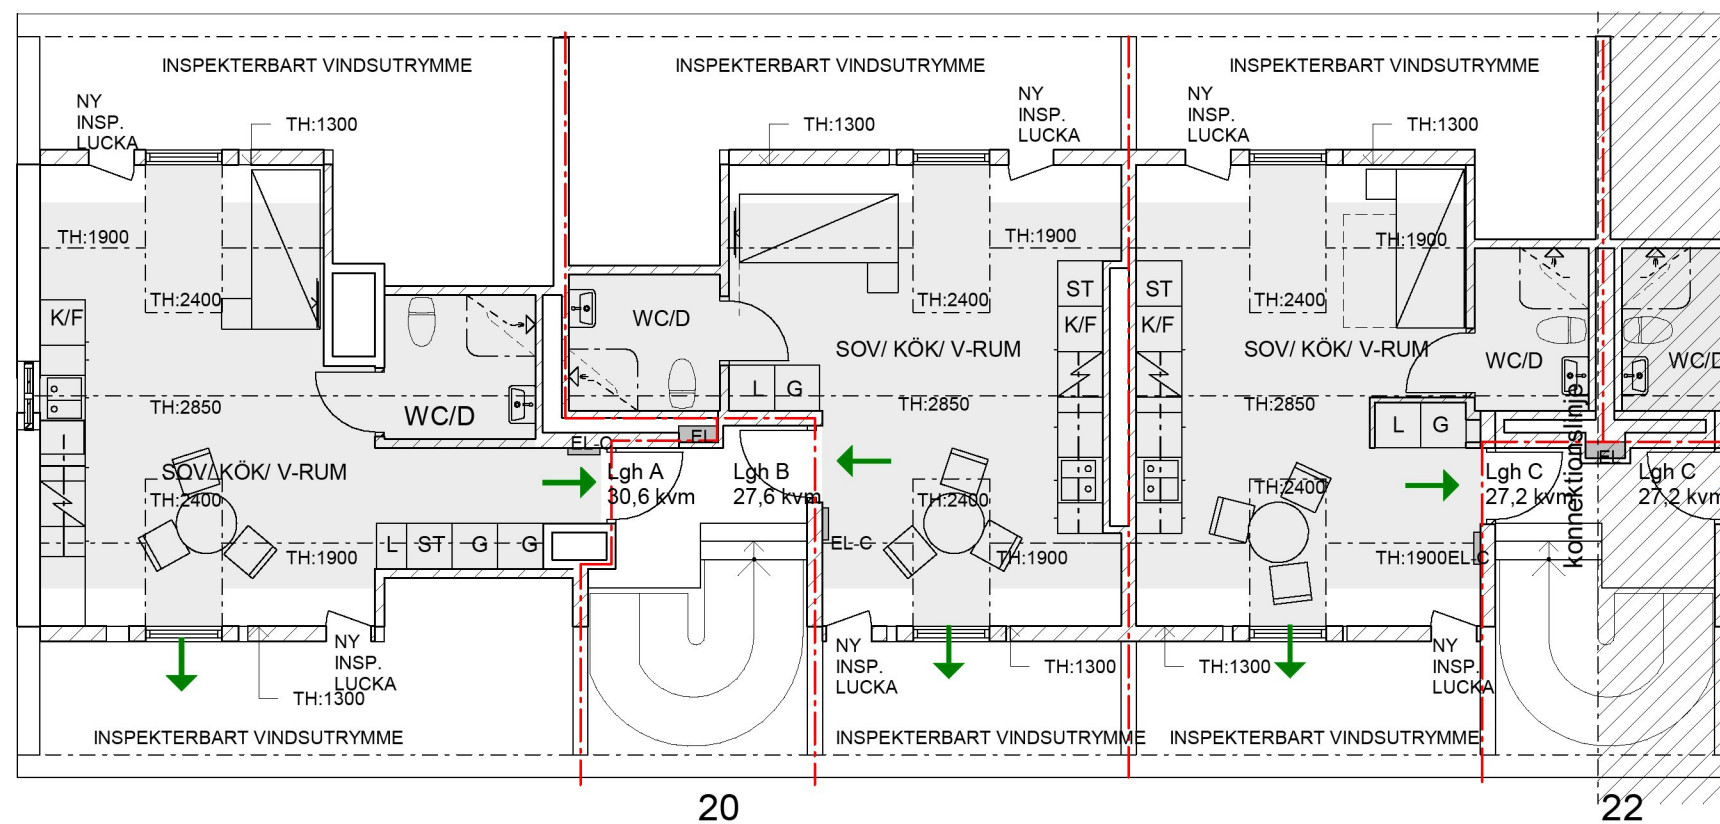 INSPEKTERBART VINDSUTRYMME
INSPEKTERBART VINDSUTRYMME
INSPEKTERBART VINDSUTRYMME
NY
INSP.
LUCKA
TH:1300
TH:1300
NY
INSP.
LUCKA
NY
INSP.
LUCKA
TH:1300
TH:1900
TH:1900
TH:1900
TH:2400
TH:2400
TH:2400
K/F
WC/D
ST
ST
K/F
K/F
SOV/ KÖK/ V-RUM
SOV/ KÖK/ V-RUM
WC/D
WC/D
L
G
TH:2850
TH:2850
TH:2850
WC/D
L
G
EL-C
EL
EL
SOV/ KÖK/ V-RUM
Lgh A
30,6 kvm
Lgh B
27,6 kvm
Lgh C
27,2 kvm
Lgh C
27,2 kvm
TH:2400
TH:2400
TH:2400
konnektionslinje
L
ST
G
G
EL-C
TH:1900
TH:1900
TH:1900
EL-C
NY
INSP.
LUCKA
TH:1300
NY
INSP.
LUCKA
TH:1300
TH:1300
NY
INSP.
LUCKA
INSPEKTERBART VINDSUTRYMME
INSPEKTERBART VINDSUTRYMME
INSPEKTERBART VINDSUTRYMME
20
22